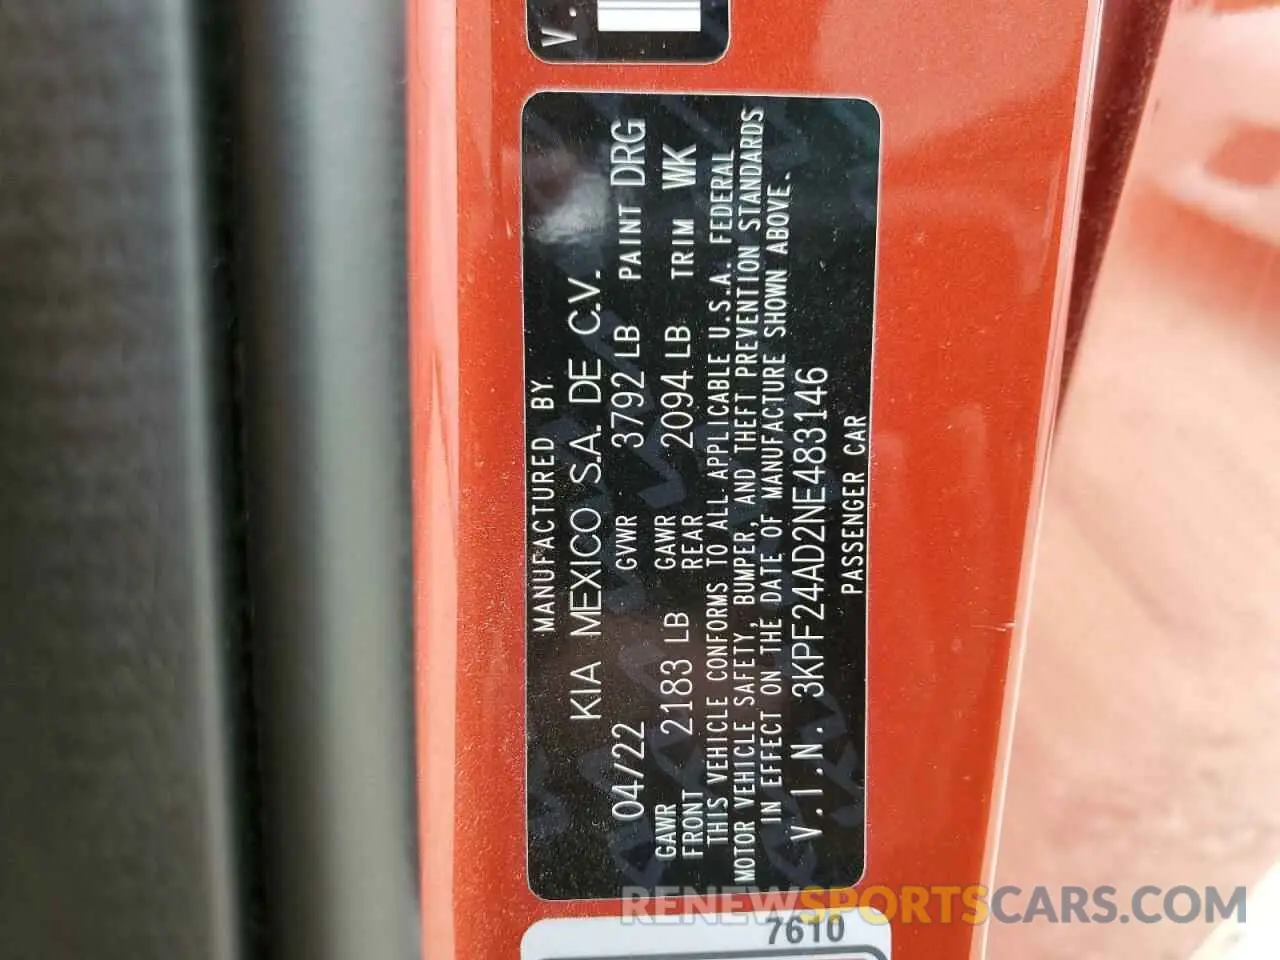 V.
MANUFACTURED BY.
KIA MEXICO S.A. DE C.V.
04/22 GVWR 3792 LB PAINT DRG
GAWR FRONT 2183 LB GAWR REAR 2094 LB TRIM WK
THIS VEHICLE CONFORMS TO ALL APPLICABLE U.S.A. FEDERAL
MOTOR VEHICLE SAFETY, BUMPER, AND THEFT PREVENTION STANDARDS
IN EFFECT ON THE DATE OF MANUFACTURE SHOWN ABOVE.
V.I.N. 3KPF24AD2NE483146
PASSENGER CAR
RENEWSPORTSCARS.COM
7610